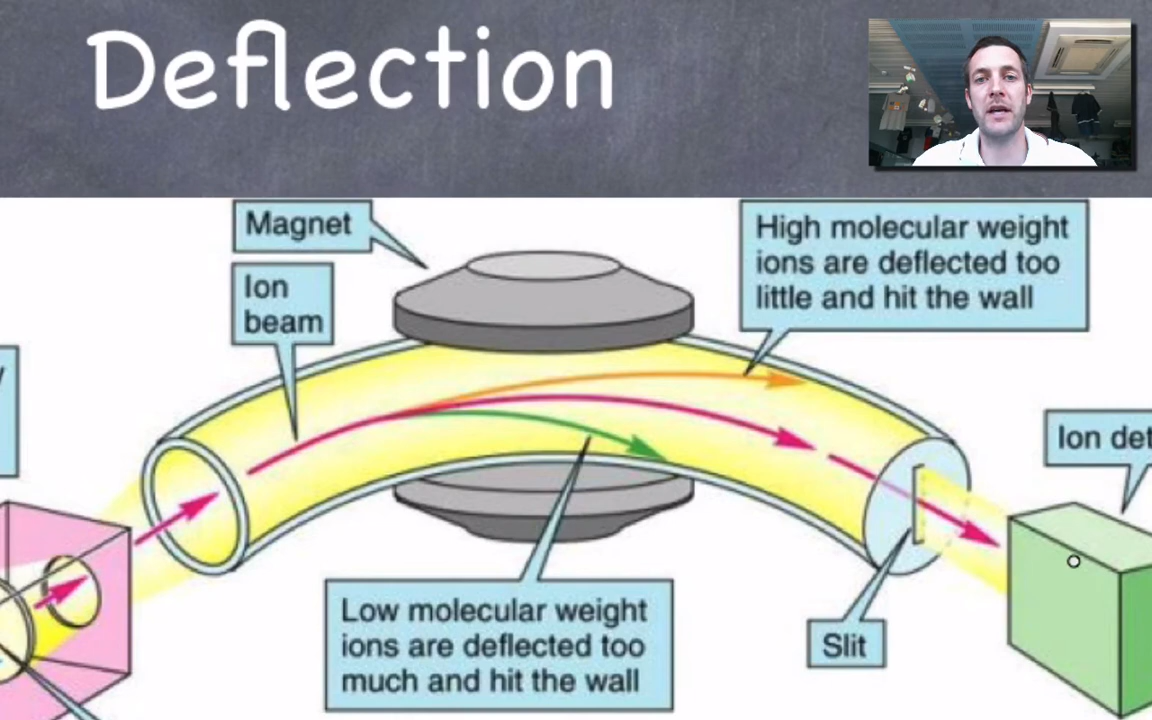 Deflection
Magnet
Ion
beam
High molecular weight
ions are deflected too
little and hit the wall
Ion det
Low molecular weight
ions are deflected too
much and hit the wall
Slit